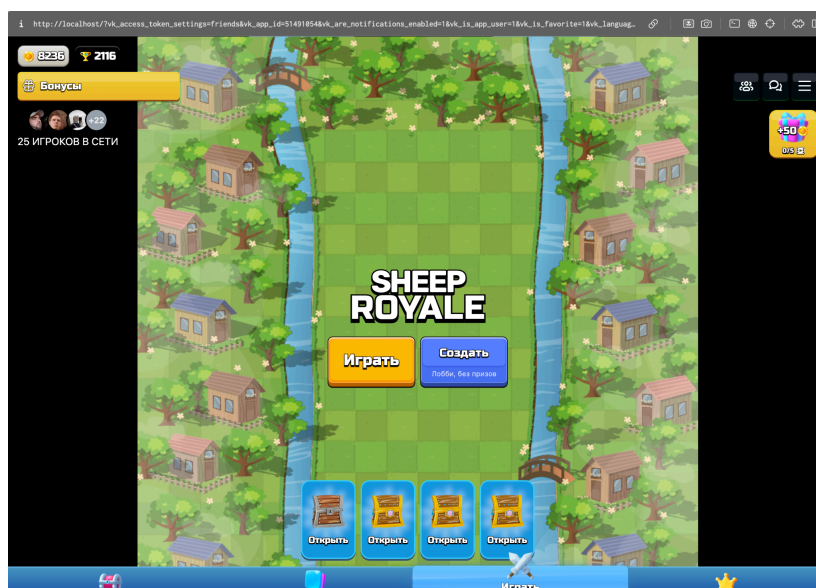 http://localhost/?vk_access_token_settings=friends&vk_app_id=51491054&vk_are_notifications_enabled=1&vk_is_app_user=1&vk_is_favorite=1&vk_languag…
8236
2116
Бонусы
+22
25 ИГРОКОВ В СЕТИ
+50
0/5
SHEEP
ROYALE
Играть
Создать
Лобби, без призов
Открыть
Открыть
Открыть
Открыть
Играть